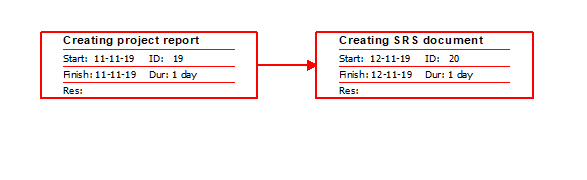 Creating project report
Start: 11-11-19 ID: 19
Finish: 11-11-19 Dur: 1 day
Res:
Creating SRS document
Start: 12-11-19 ID: 20
Finish: 12-11-19 Dur: 1 day
Res: